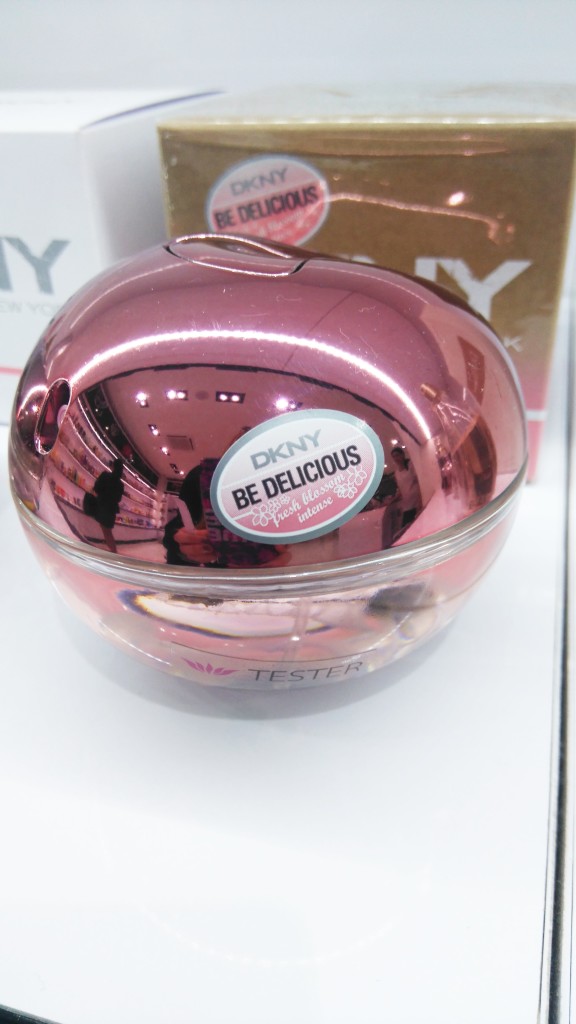 DKNY
BE DELICIOUS
NY
NEW YO
NY
K
DKNY
BE DELICIOUS
fresh blossom
intense
TESTER